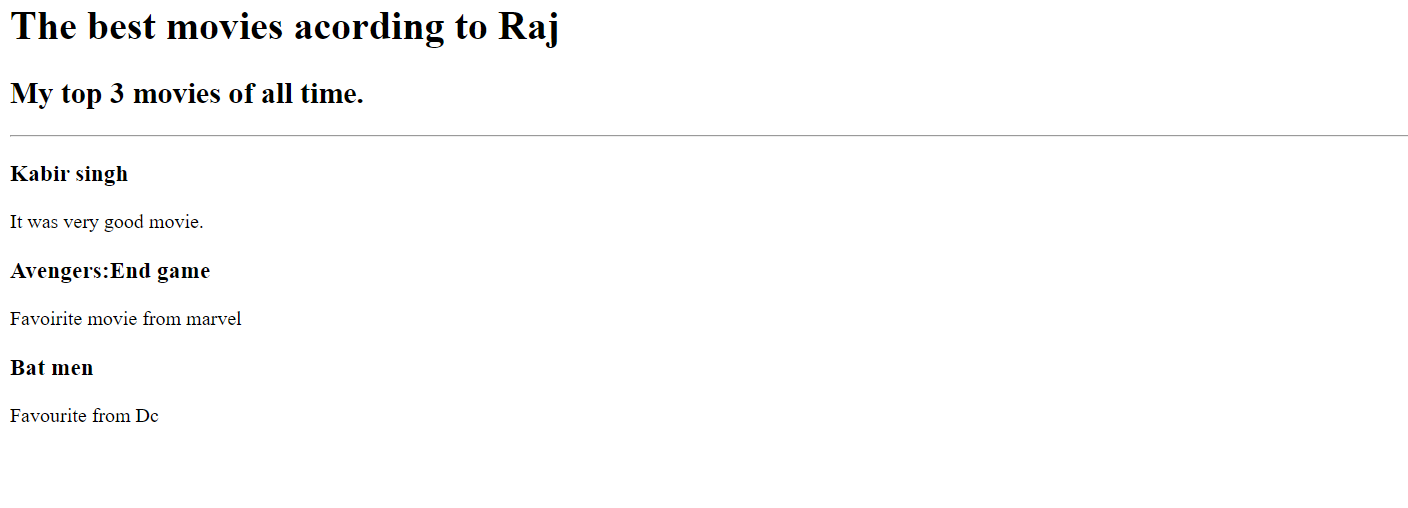 The best movies acording to Raj
My top 3 movies of all time.
Kabir singh
It was very good movie.
Avengers:End game
Favoirite movie from marvel
Bat men
Favourite from Dc